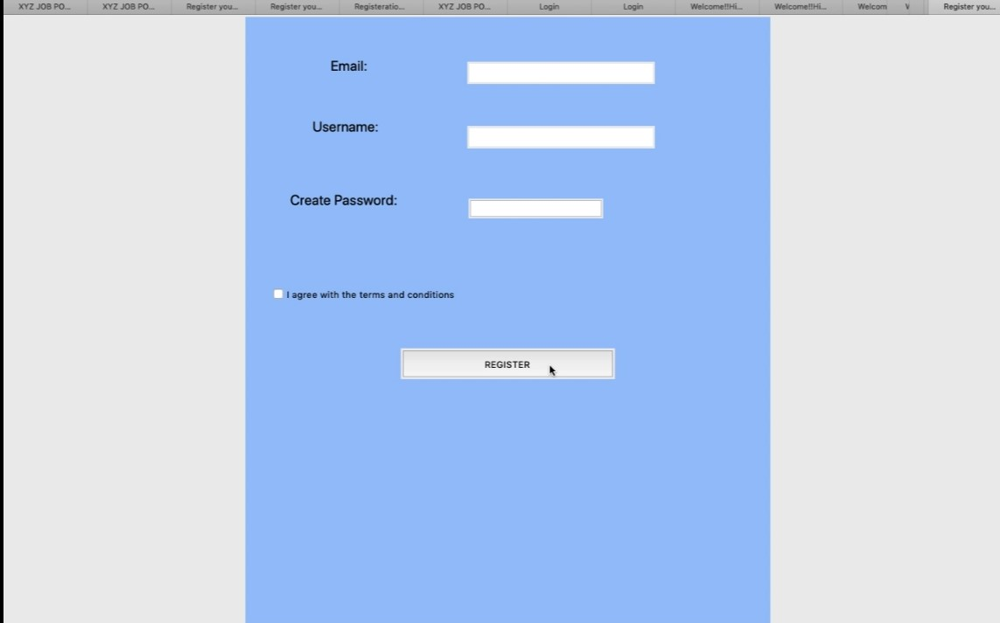 XYZ JOB PO... XYZ JOB PO... Register you... Register you... Registeratio... XYZ JOB PO... Login Login Welcome!!Hi... Welcome!!Hi... Welcom Register you...
Email:
Username:
Create Password:
I agree with the terms and conditions
REGISTER